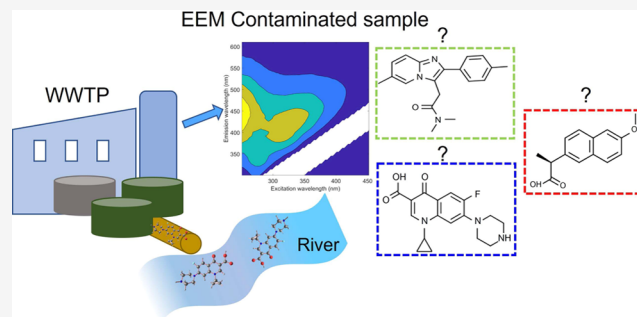 EEM Contaminated sample
WWTP
Emission wavelength (nm)
600
550
500
450
400
350
300
350
400
450
Excitation wavelength (nm)
River
?
N
N
O
N
?
OH
O
O
F
N
N
NH
?
O
OH
O